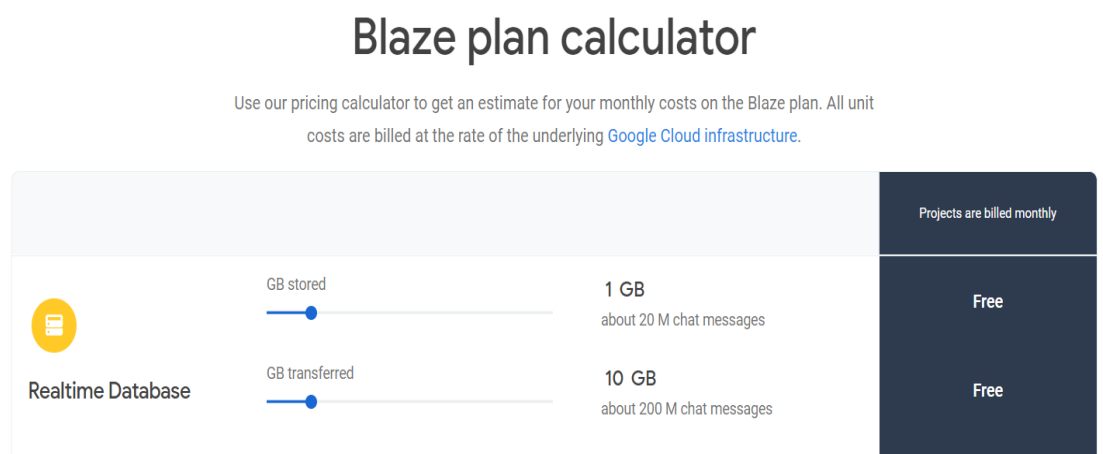 Blaze plan calculator
Use our pricing calculator to get an estimate for your monthly costs on the Blaze plan. All unit
costs are billed at the rate of the underlying Google Cloud infrastructure.
Projects are billed monthly
GB stored
1 GB
Free
about 20 M chat messages
GB transferred
10 GB
Free
Realtime Database
about 200 M chat messages